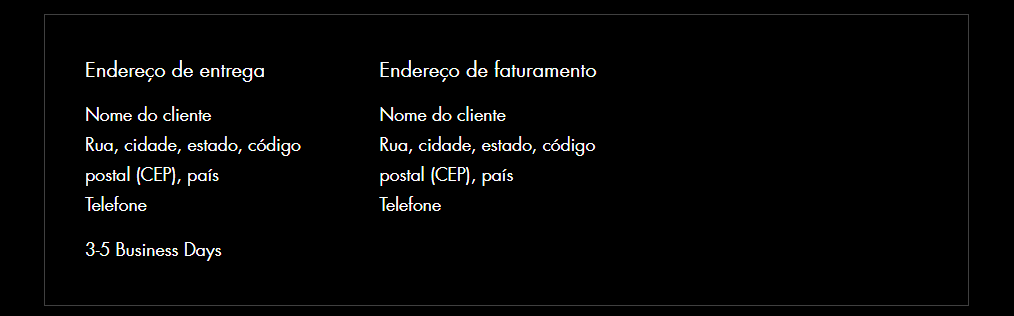 Endereço de entrega
Nome do cliente
Rua, cidade, estado, código
postal (CEP), país
Telefone
3-5 Business Days
Endereço de faturamento
Nome do cliente
Rua, cidade, estado, código
postal (CEP), país
Telefone